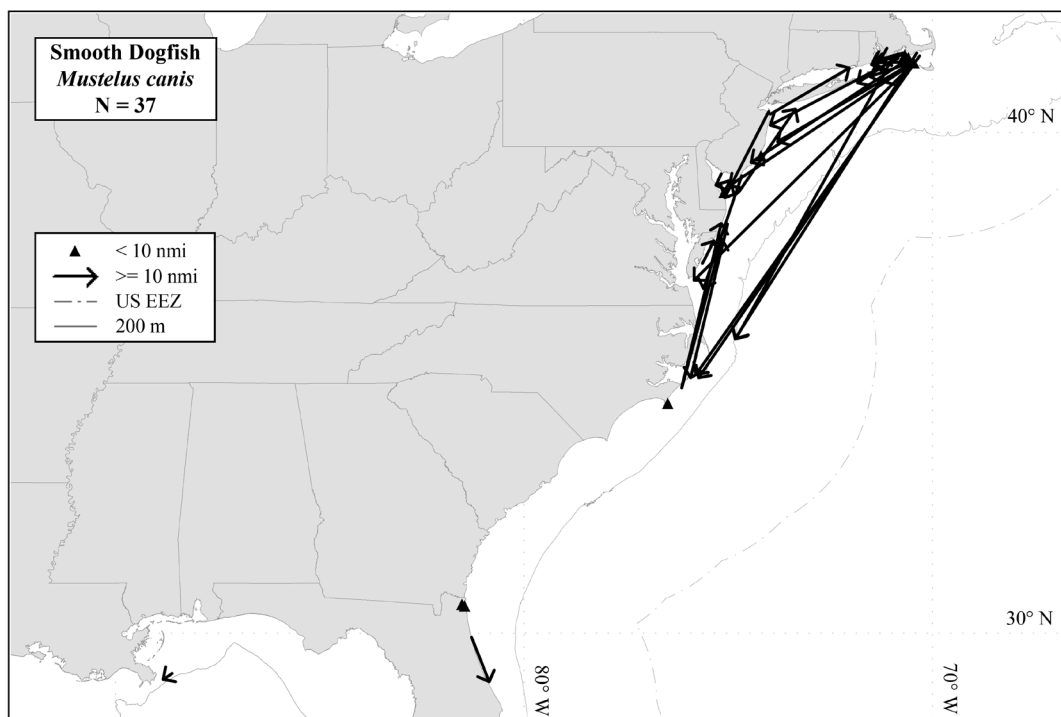 Smooth Dogfish
Mustelus canis
N = 37
40° N
< 10 nmi
>= 10 nmi
US EEZ
200 m
30° N
80° W
70° W